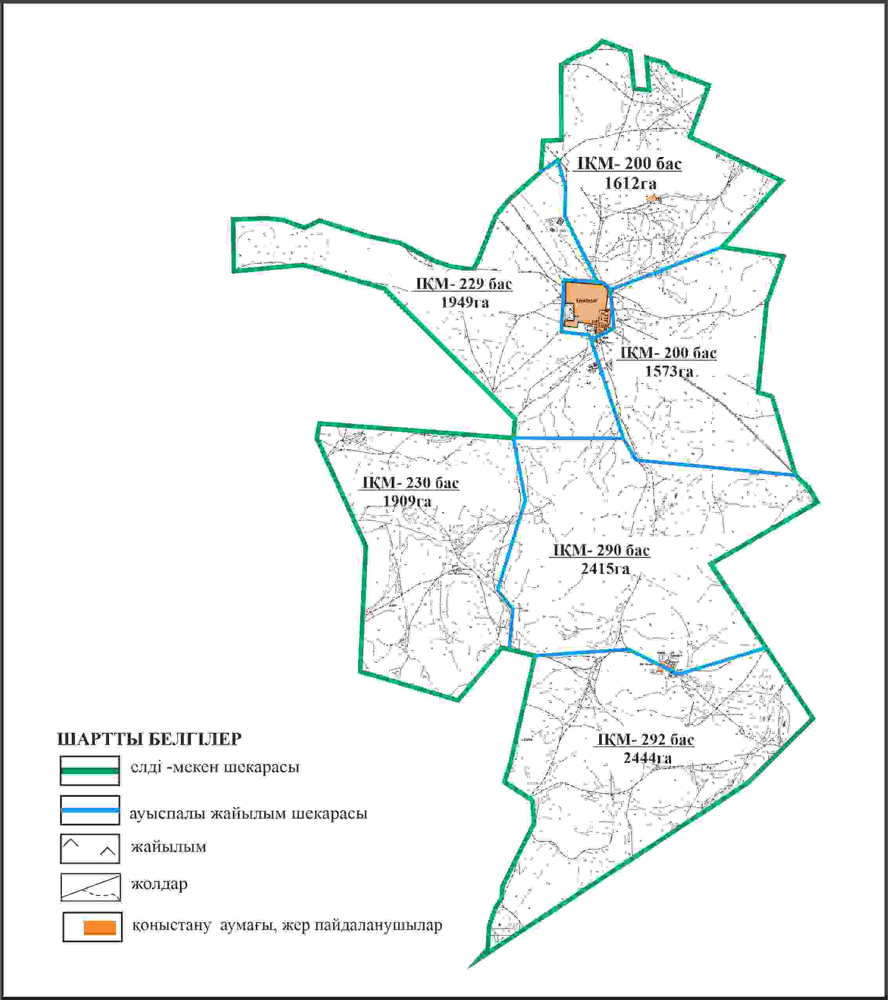 ІҚМ- 200 бас
1612га
ІҚМ- 229 бас
1949га
ІҚМ- 200 бас
1573га
ІҚМ- 230 бас
1909га
ІҚМ- 290 бас
2415га
ІҚМ- 292 бас
2444га
ШАРТТЫ БЕЛГІЛЕР
елді -мекен шекарасы
ауыспалы жайылым шекарасы
жайылым
жолдар
қоныстану аумағы, жер пайдаланушылар